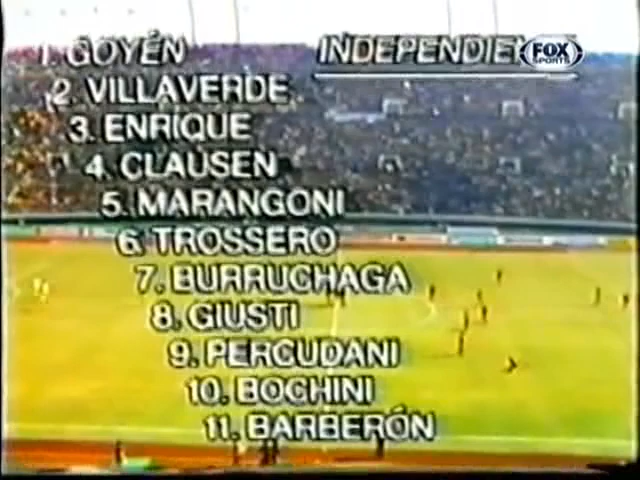 INDEPENDIE
FOX
SPORTS
1. GOYÉN
2. VILLAVERDE
3. ENRIQUE
4. CLAUSEN
5. MARANGONI
6. TROSSERO
7. BURRUCHAGA
8. GIUSTI
9. PERCUDANI
10. BOCHINI
11. BARBERÓN